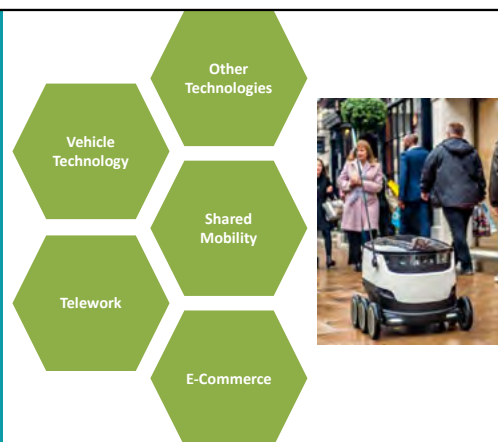 Other
Technologies
Vehicle
Technology
Shared
Mobility
Telework
E-Commerce